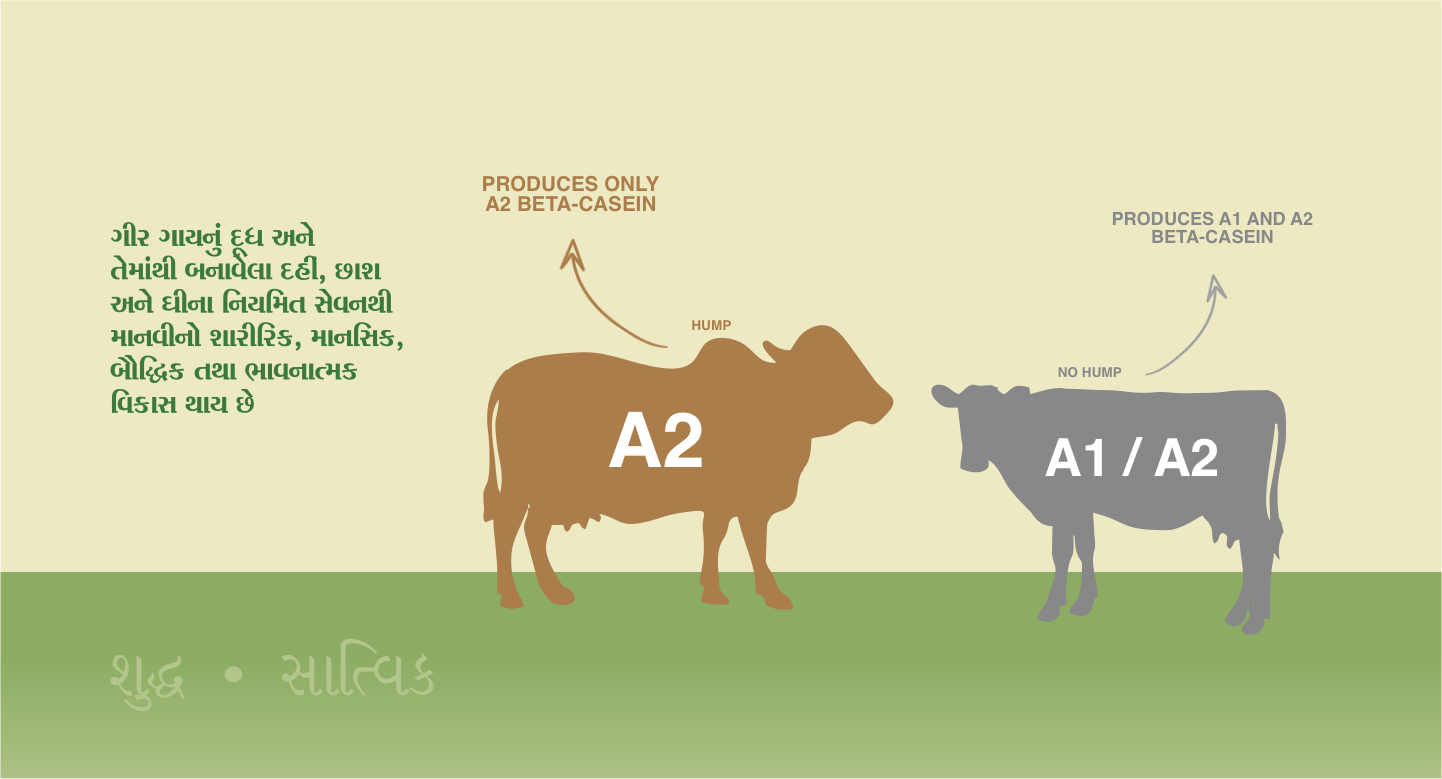 ગીર ગાયનું દૂધ અને
તેમાંથી બનાવેલા દહીં, છાશ
અને ઘીના નિયમિત સેવનથી
માનવીનો શારીરિક, માનસિક,
બૌદ્ધિક તથા ભાવનાત્મક
વિકાસ થાય છે
PRODUCES ONLY
A2 BETA-CASEIN
HUMP
A2
PRODUCES A1 AND A2
BETA-CASEIN
NO HUMP
A1 / A2
શુદ્ધ • સાત્ત્વિક